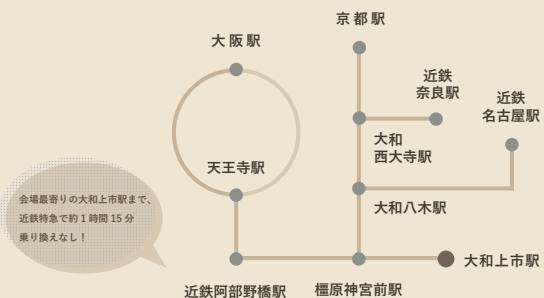 京都駅
大阪駅
近鉄
奈良駅
近鉄
名古屋駅
大和
西大寺駅
天王寺駅
会場最寄りの大和上市駅まで、
近鉄特急で約1時間15分
乗り換えなし！
大和八木駅
大和上市駅
近鉄阿部野橋駅
橿原神宮前駅